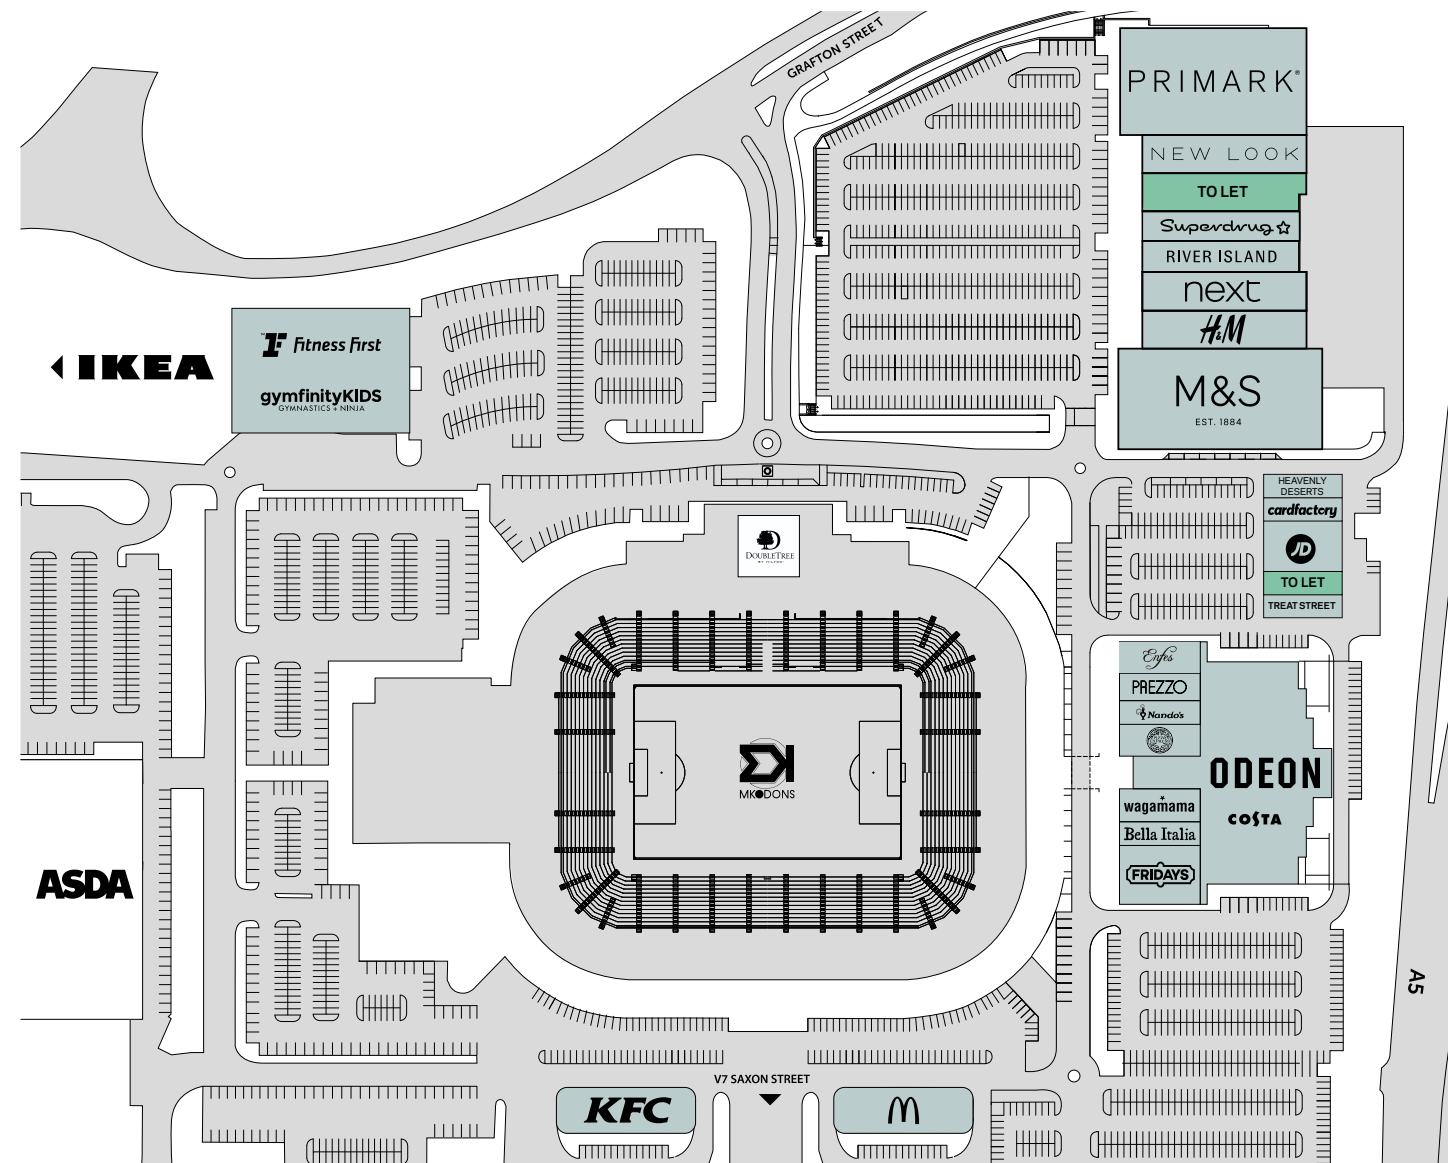 GRAFTON STREET
PRIMARK®
NEW LOOK
TO LET
Superdrug
RIVER ISLAND
next
H&M
M&S
EST. 1884
IKEA
Fitness First
gymfinityKIDS
GYMNASTICS + NINJA
HEAVENLY
DESERTS
cardfactory
JD
TO LET
TREAT STREET
DOUBLETREE
BY HILTON
MK DONS
Enfes
PREZZO
Nando's
ODEON
COSTA
wagamama
Bella Italia
FRIDAYS
ASDA
A5
V7 SAXON STREET
KFC
M